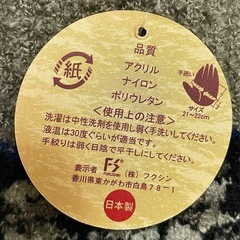 品質
紙
アクリル
ナイロン
ポリウレタン
手囲い
サイズ
21~22cm
<使用上の注意>
洗濯は中性洗剤を使用し弱く手洗いしてください。
液温は30度ぐらいが適当です。
手絞りは弱く日陰で平干しにしてください。
表示者 FS (株)フクシン
FUKUSHIN
香川県東かがわ市白鳥78-1
日本製